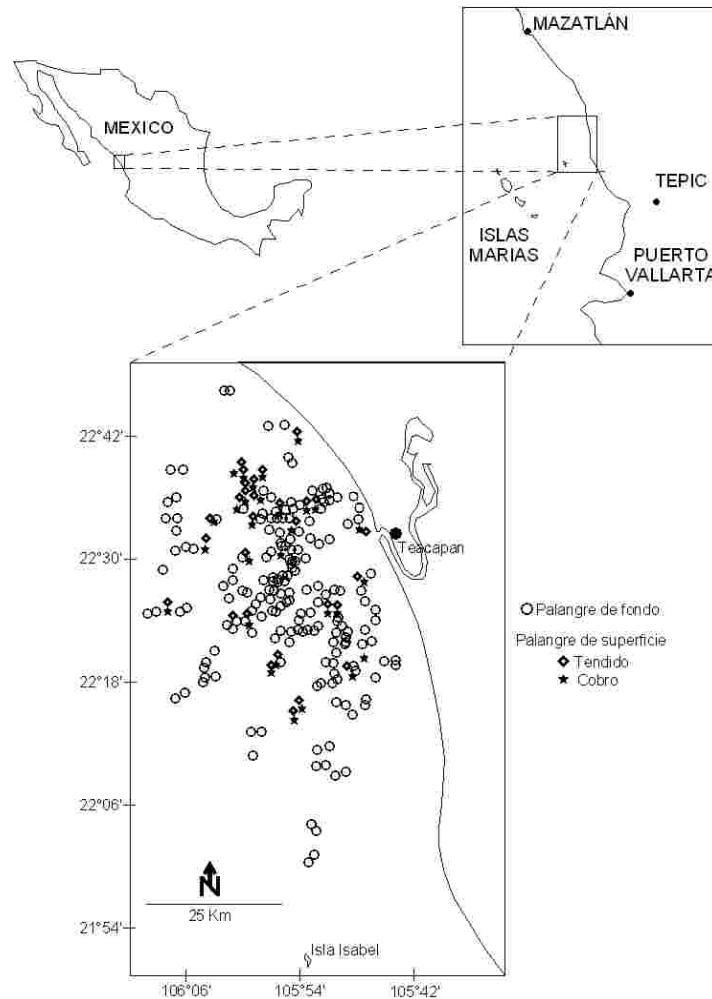 MAZATLÁN
MEXICO
TEPIC
ISLAS
MARIAS
PUERTO
VALLARTA
22°42'
22°30'
22°18'
22°06'
21°54'
Teacapan
Palangre de fondo.
Palangre de superficie
Tendido
Cobro
N
25 Km
Isla Isabel
106°06'
105°54'
105°42'